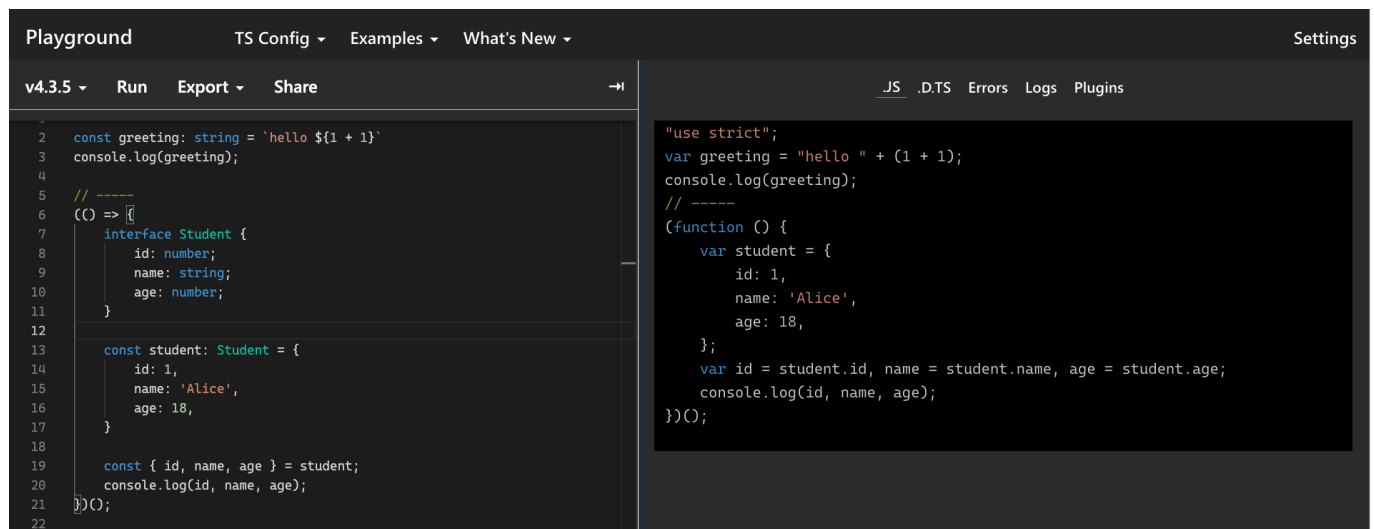 Playground TS Config Examples What's New Settings
v4.3.5 Run Export Share
2 const greeting: string = `hello ${1 + 1}`
3 console.log(greeting);
4
5 // -----
6 (() => {
7 interface Student {
8 id: number;
9 name: string;
10 age: number;
11 }
12
13 const student: Student = {
14 id: 1,
15 name: 'Alice',
16 age: 18,
17 }
18
19 const { id, name, age } = student;
20 console.log(id, name, age);
21 })();
22
.JS .D.TS Errors Logs Plugins
"use strict";
var greeting = "hello " + (1 + 1);
console.log(greeting);
// -----
(function () {
var student = {
id: 1,
name: 'Alice',
age: 18,
};
var id = student.id, name = student.name, age = student.age;
console.log(id, name, age);
})();